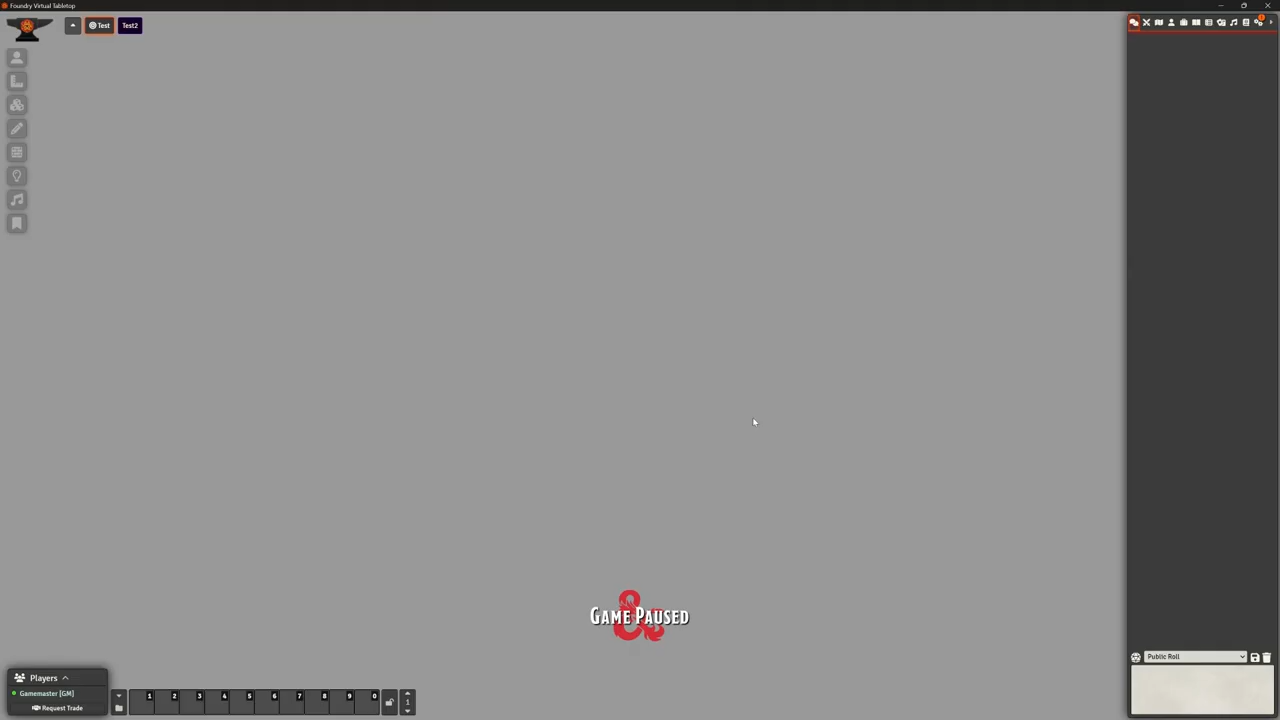 Foundry Virtual Tabletop
Test
Test2
GAME PAUSED
Public Roll
Players
Gamemaster [GM]
Request Trade
1 2 3 4 5 6 7 8 9 0
1